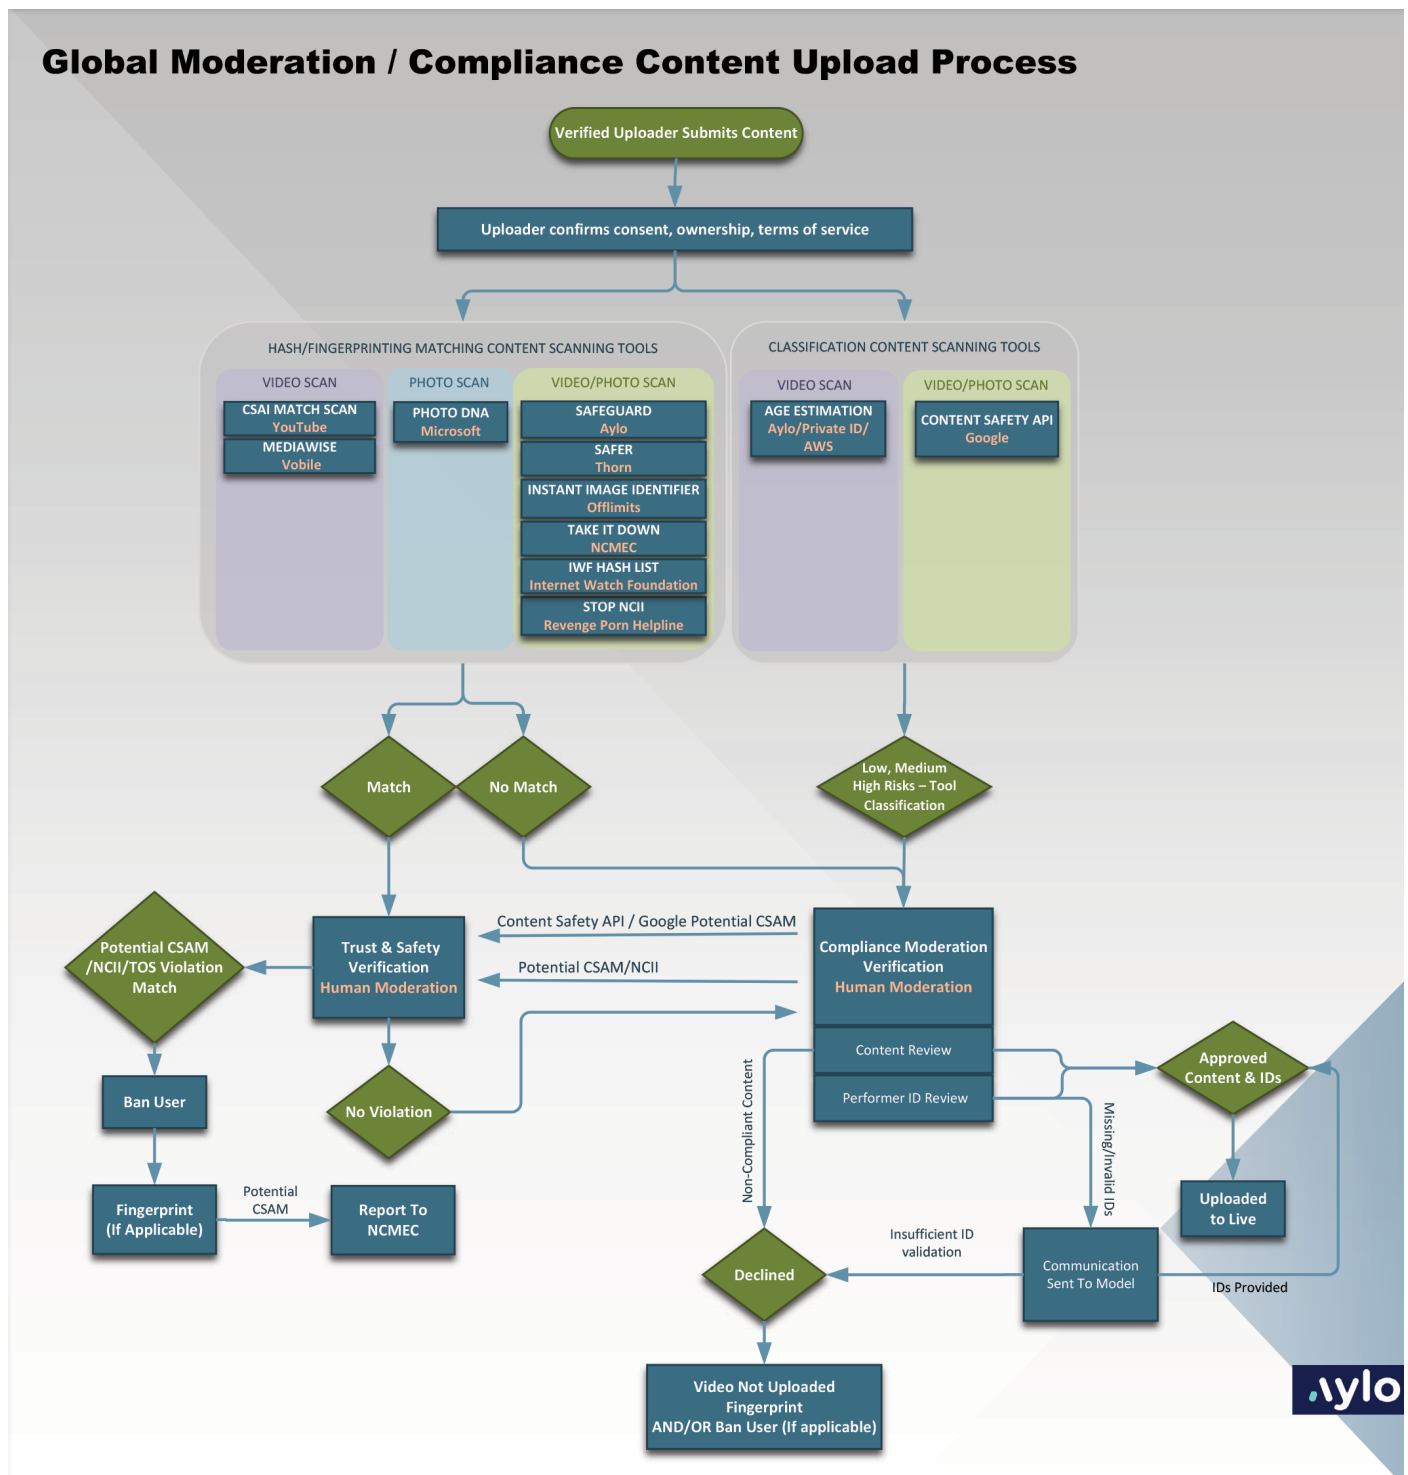 Global Moderation / Compliance Content Upload Process
Verified Uploader Submits Content
Uploader confirms consent, ownership, terms of service
HASH/FINGERPRINTING MATCHING CONTENT SCANNING TOOLS
VIDEO SCAN
CSAI MATCH SCAN
YouTube
MEDIAWISE
Vobile
PHOTO SCAN
PHOTO DNA
Microsoft
VIDEO/PHOTO SCAN
SAFEGUARD
Aylo
SAFER
Thorn
INSTANT IMAGE IDENTIFIER
Offlimits
TAKE IT DOWN
NCMEC
IWF HASH LIST
Internet Watch Foundation
STOP NCII
Revenge Porn Helpline
CLASSIFICATION CONTENT SCANNING TOOLS
VIDEO SCAN
AGE ESTIMATION
Aylo/Private ID/
AWS
VIDEO/PHOTO SCAN
CONTENT SAFETY API
Google
Match
No Match
Low, Medium
High Risks – Tool
Classification
Potential CSAM
/NCII/TOS Violation
Match
Trust & Safety
Verification
Human Moderation
Content Safety API / Google Potential CSAM
Potential CSAM/NCII
Compliance Moderation
Verification
Human Moderation
Content Review
Performer ID Review
Approved
Content & IDs
Ban User
No Violation
Non-Compliant Content
Missing/Invalid IDs
Fingerprint
(If Applicable)
Potential
CSAM
Report To
NCMEC
Uploaded
to Live
Declined
Insufficient ID
validation
Communication
Sent To Model
IDs Provided
Video Not Uploaded
Fingerprint
AND/OR Ban User (If applicable)
Aylo